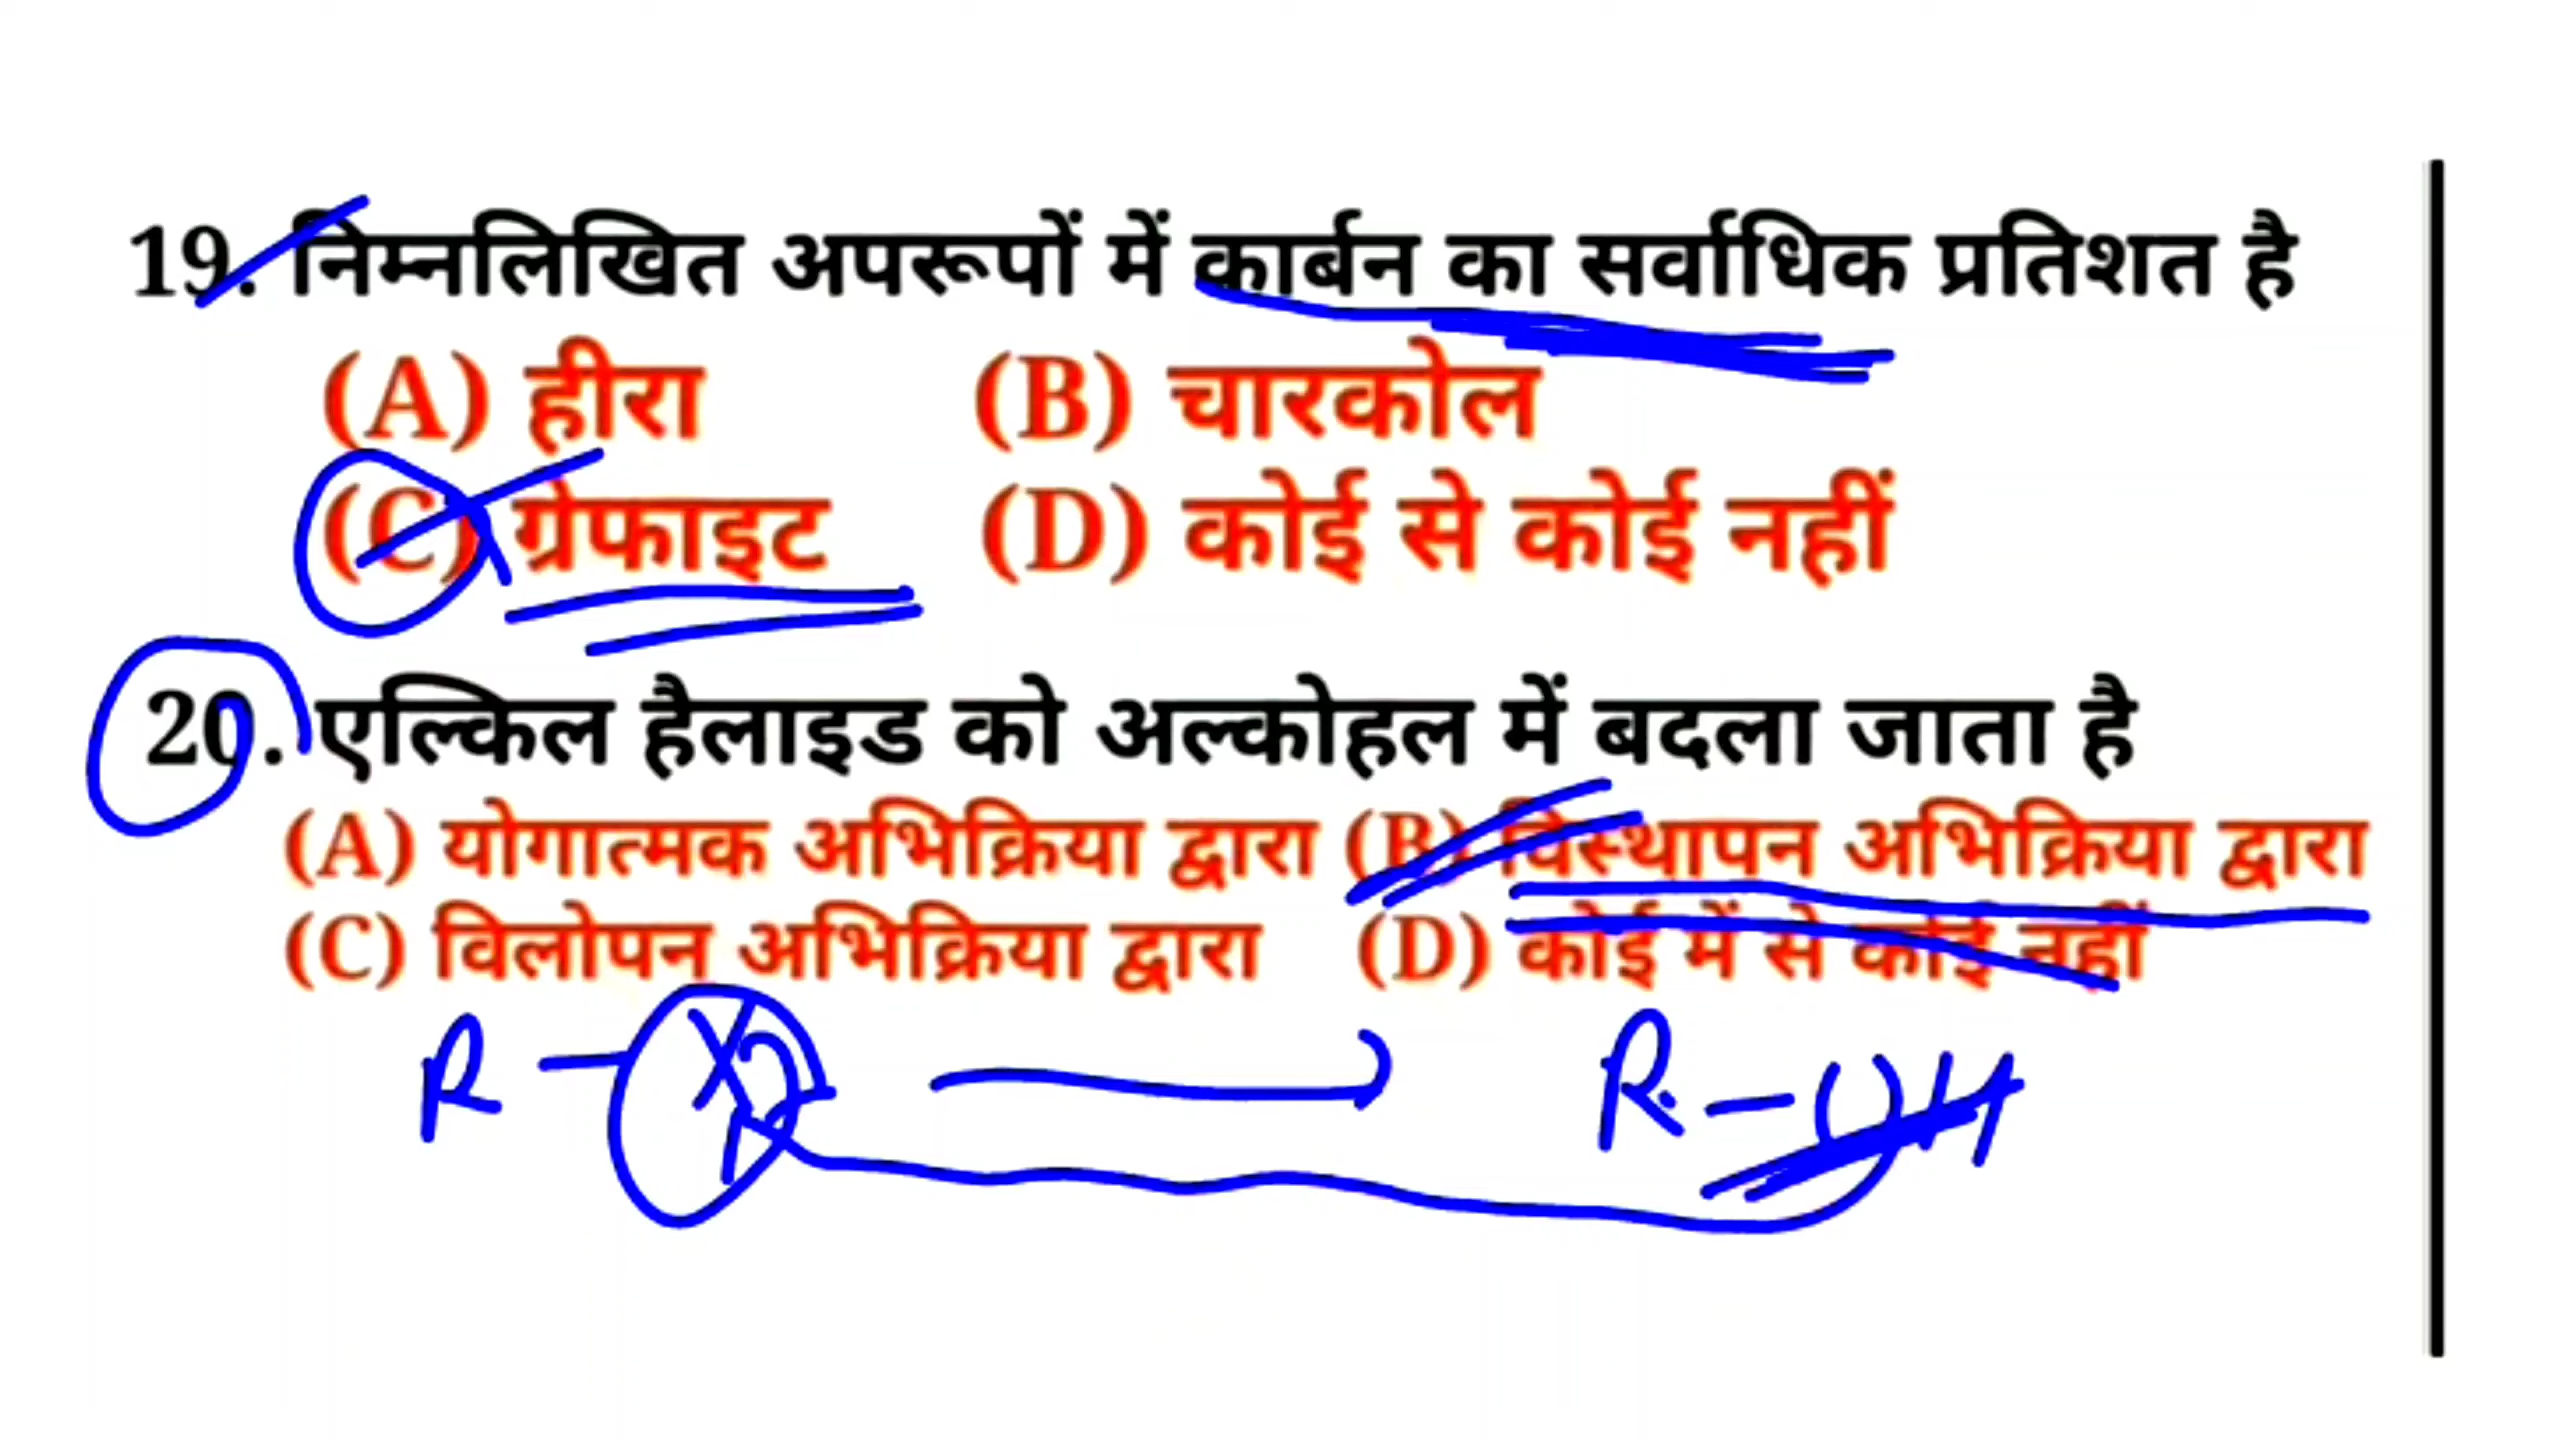 19. निम्नलिखित अपरूपों में कार्बन का सर्वाधिक प्रतिशत है
(A) हीरा (B) चारकोल
(C) ग्रेफाइट (D) कोई से कोई नहीं
20. एल्किल हैलाइड को अल्कोहल में बदला जाता है
(A) योगात्मक अभिक्रिया द्वारा (B) विस्थापन अभिक्रिया द्वारा
(C) विलोपन अभिक्रिया द्वारा (D) कोई में से कोई नहीं
R – X R – OH